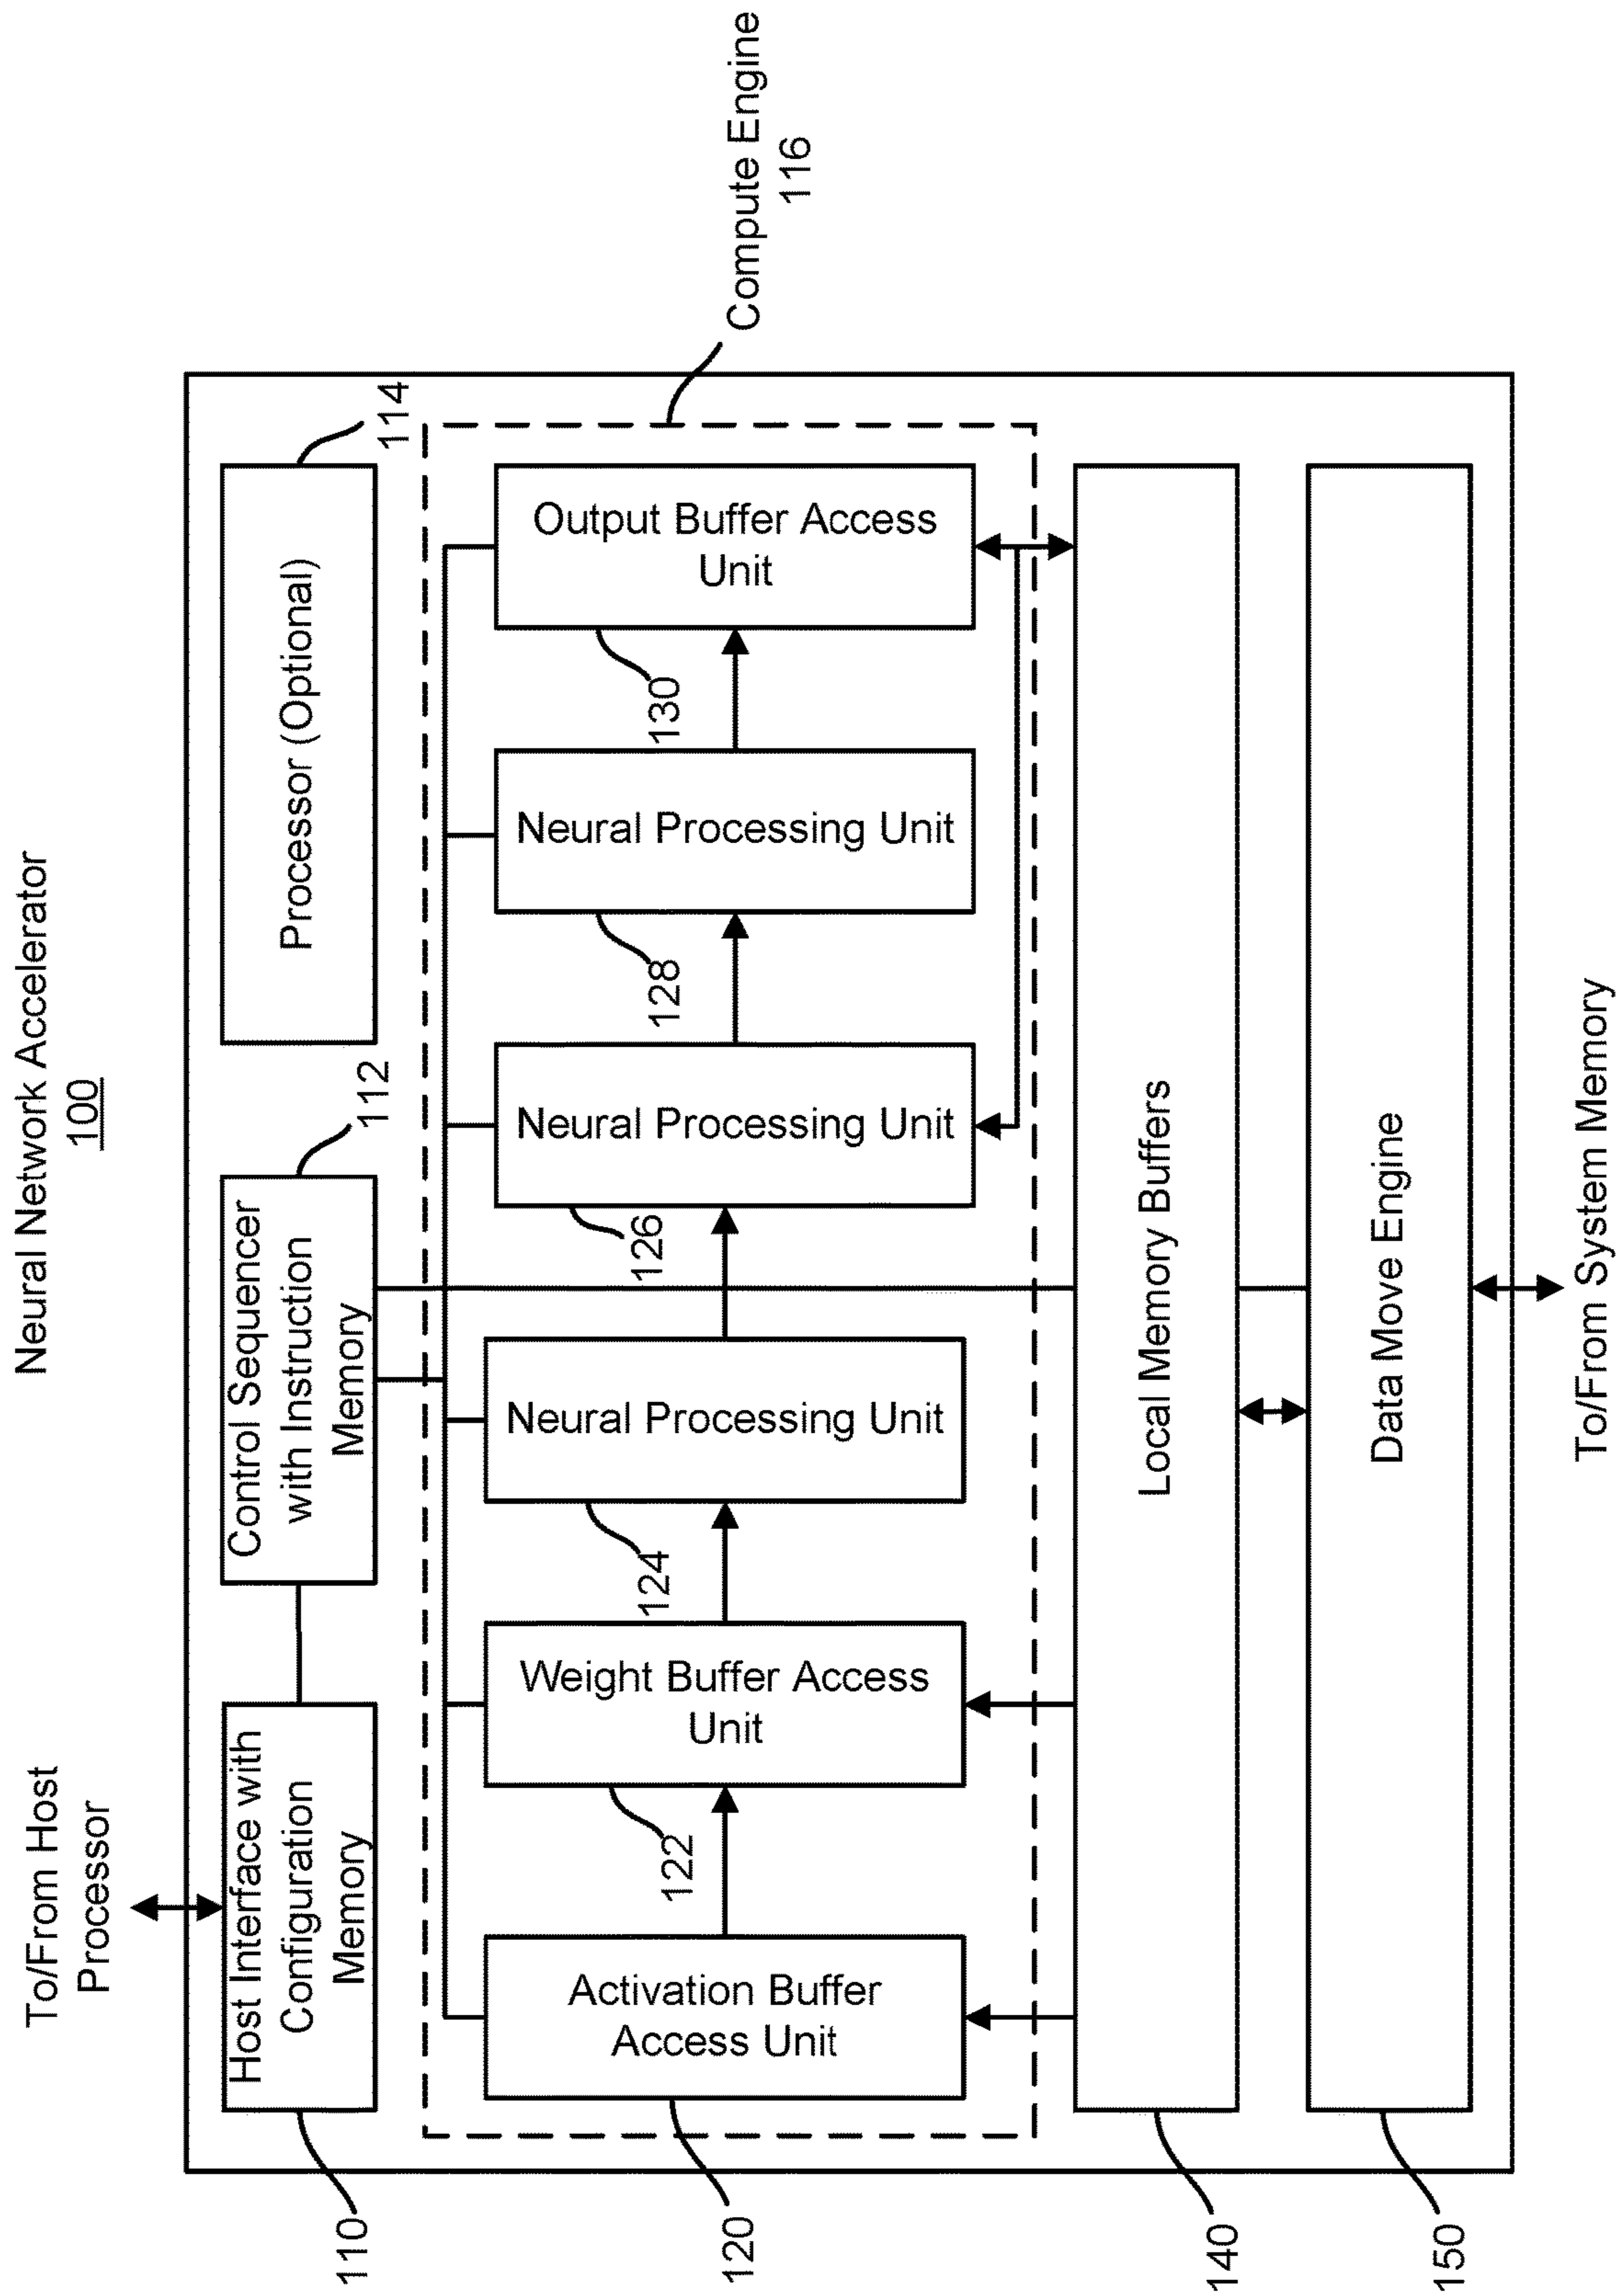 Neural Network Accelerator
100
To/From Host
Processor
Host Interface with
Configuration
Memory
110
Control Sequencer
with Instruction
Memory
112
Processor (Optional)
114
Compute Engine
116
Activation Buffer
Access Unit
120
Weight Buffer Access
Unit
122
Neural Processing Unit
124
Neural Processing Unit
126
Neural Processing Unit
128
Output Buffer Access
Unit
130
Local Memory Buffers
140
Data Move Engine
150
To/From System Memory